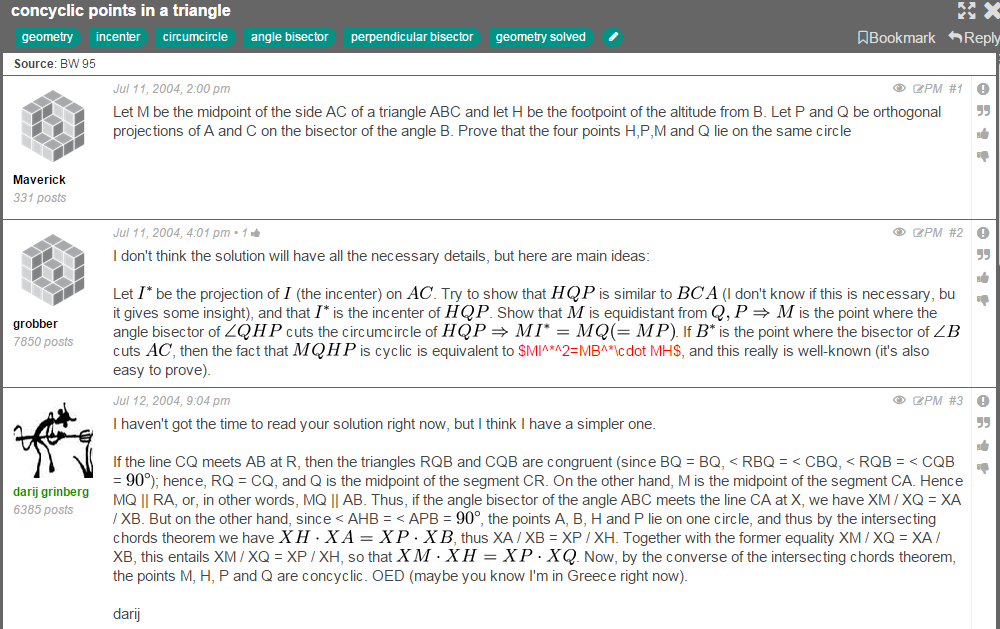 concyclic points in a triangle
geometry incenter circumcircle angle bisector perpendicular bisector geometry solved
Bookmark Reply
Source: BW 95
Jul 11, 2004, 2:00 pm PM #1
Let M be the midpoint of the side AC of a triangle ABC and let H be the footpoint of the altitude from B. Let P and Q be orthogonal
projections of A and C on the bisector of the angle B. Prove that the four points H,P,M and Q lie on the same circle
Maverick
331 posts
Jul 11, 2004, 4:01 pm • 1 PM #2
I don't think the solution will have all the necessary details, but here are main ideas:
Let I* be the projection of I (the incenter) on AC. Try to show that HQP is similar to BCA (I don't know if this is necessary, bu
it gives some insight), and that I* is the incenter of HQP. Show that M is equidistant from Q, P ⇒ M is the point where the
angle bisector of ∠QHP cuts the circumcircle of HQP ⇒ MI* = MQ(= MP). If B* is the point where the bisector of ∠B
cuts AC, then the fact that MQHP is cyclic is equivalent to $MI^*^2=MB^*\cdot MH$, and this really is well-known (it's also
easy to prove).
grobber
7850 posts
Jul 12, 2004, 9:04 pm PM #3
I haven't got the time to read your solution right now, but I think I have a simpler one.
If the line CQ meets AB at R, then the triangles RQB and CQB are congruent (since BQ = BQ, < RBQ = < CBQ, < RQB = < CQB
= 90°); hence, RQ = CQ, and Q is the midpoint of the segment CR. On the other hand, M is the midpoint of the segment CA. Hence
MQ || RA, or, in other words, MQ || AB. Thus, if the angle bisector of the angle ABC meets the line CA at X, we have XM / XQ = XA
/ XB. But on the other hand, since < AHB = < APB = 90°, the points A, B, H and P lie on one circle, and thus by the intersecting
chords theorem we have XH · XA = XP · XB, thus XA / XB = XP / XH. Together with the former equality XM / XQ = XA /
XB, this entails XM / XQ = XP / XH, so that XM · XH = XP · XQ. Now, by the converse of the intersecting chords theorem,
the points M, H, P and Q are concyclic. OED (maybe you know I'm in Greece right now).
darij
darij grinberg
6385 posts